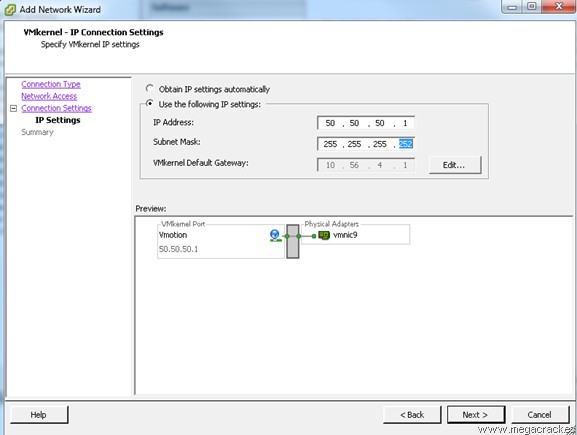 Add Network Wizard
VMkernel - IP Connection Settings
Specify VMkernel IP settings
Connection Type
Network Access
Connection Settings
IP Settings
Summary
Obtain IP settings automatically
Use the following IP settings:
IP Address: 50 . 50 . 50 . 1
Subnet Mask: 255 . 255 . 255 . 252
VMkernel Default Gateway: 10 . 56 . 4 . 1 Edit...
Preview:
VMkernel Port Physical Adapters
Vmotion vmnic9
50.50.50.1
Help < Back Next > Cancel